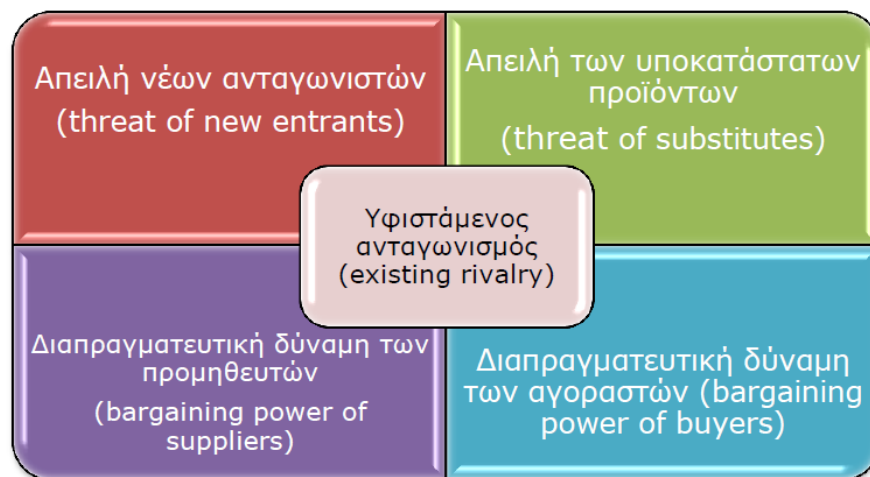 Απειλή νέων ανταγωνιστών
(threat of new entrants)
Απειλή των υποκατάστατων
προϊόντων
(threat of substitutes)
Υφιστάμενος
ανταγωνισμός
(existing rivalry)
Διαπραγματευτική δύναμη των
προμηθευτών
(bargaining power of
suppliers)
Διαπραγματευτική δύναμη
των αγοραστών (bargaining
power of buyers)